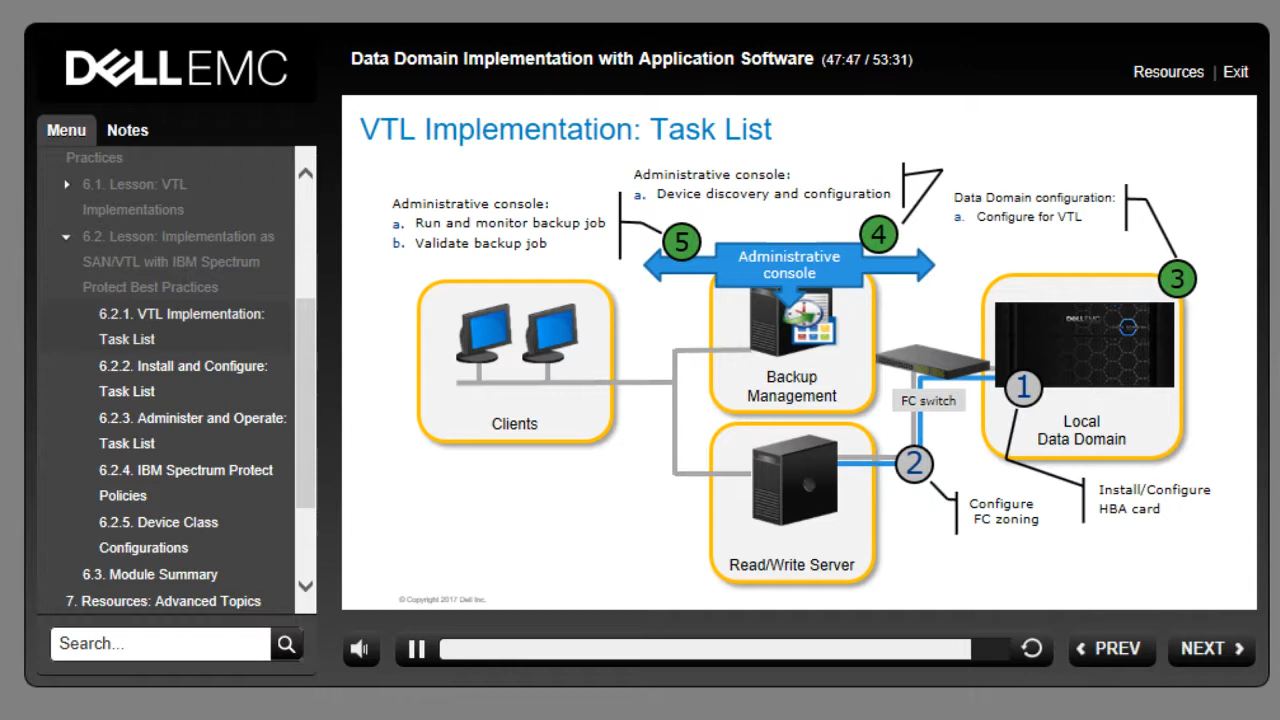 DELLEMC
Data Domain Implementation with Application Software (47:47 / 53:31)
Resources | Exit
Menu
Notes
Practices
6.1. Lesson: VTL
Implementations
6.2. Lesson: Implementation as
SAN/VTL with IBM Spectrum
Protect Best Practices
6.2.1. VTL Implementation:
Task List
6.2.2. Install and Configure:
Task List
6.2.3. Administer and Operate:
Task List
6.2.4. IBM Spectrum Protect
Policies
6.2.5. Device Class
Configurations
6.3. Module Summary
7. Resources: Advanced Topics
Search...
VTL Implementation: Task List
Administrative console:
a. Run and monitor backup job
b. Validate backup job
5
Administrative console:
a. Device discovery and configuration
4
Data Domain configuration:
a. Configure for VTL
3
Administrative
console
Clients
Backup
Management
FC switch
DELLEMC
1
Local
Data Domain
2
Configure
FC zoning
Install/Configure
HBA card
Read/Write Server
© Copyright 2017 Dell Inc.
PREV
NEXT